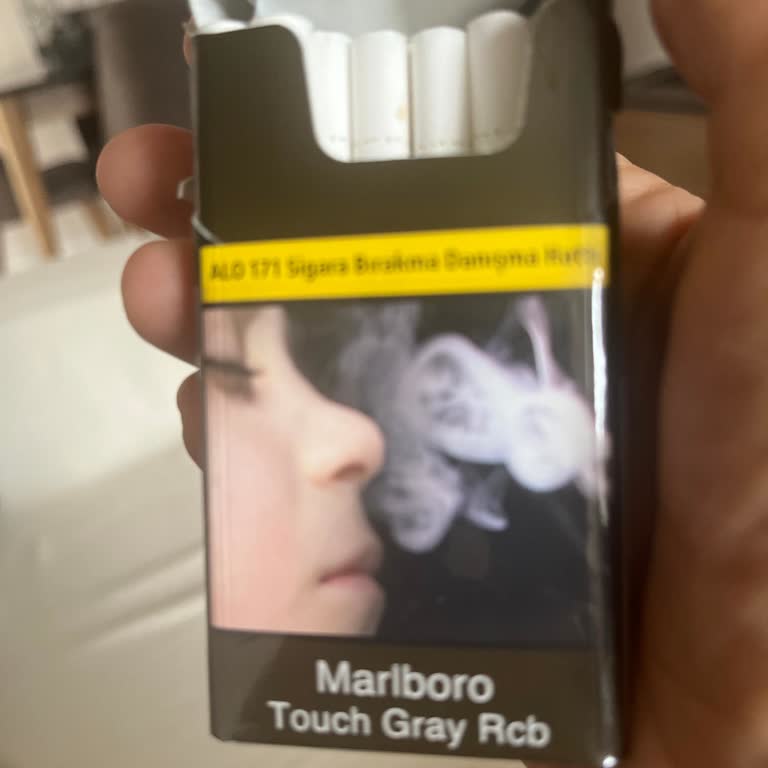 ALO 171 Sigara Bırakma Danışma Hattı
Marlboro
Touch Gray Rcb